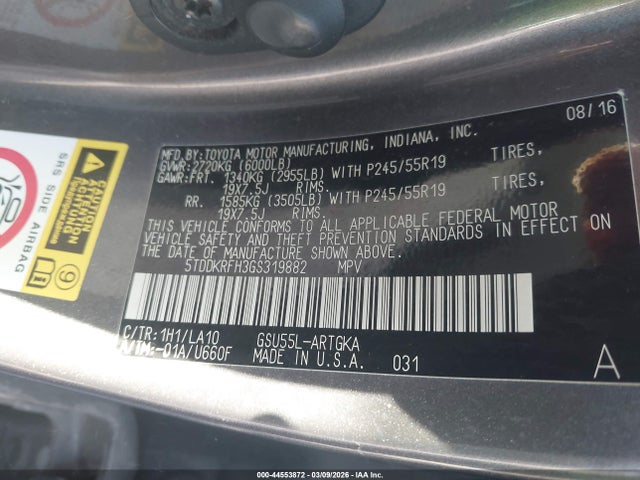 08/16
MFD BY:TOYOTA MOTOR MANUFACTURING, INDIANA, INC.
GVWR:2720KG (6000LB)
GAWR:FRT. 1340KG (2955LB) WITH P245/55R19 TIRES,
19X7.5J RIMS.
RR. 1585KG (3505LB) WITH P245/55R19 TIRES,
19X7.5J RIMS.
THIS VEHICLE CONFORMS TO ALL APPLICABLE FEDERAL MOTOR
VEHICLE SAFETY AND THEFT PREVENTION STANDARDS IN EFFECT ON
THE DATE OF MANUFACTURE SHOWN ABOVE.
5TDDKRFH3GS319882 MPV
C/TR:1H1/LA10 GSU55L-ARTGKA
A/TM:-01A/U660F MADE IN U.S.A. 031
A
SRS SIDE AIRBAG
CAUTION
ACHTUNG
9
000-44553872 | 03/09/2026 | IAA Inc.